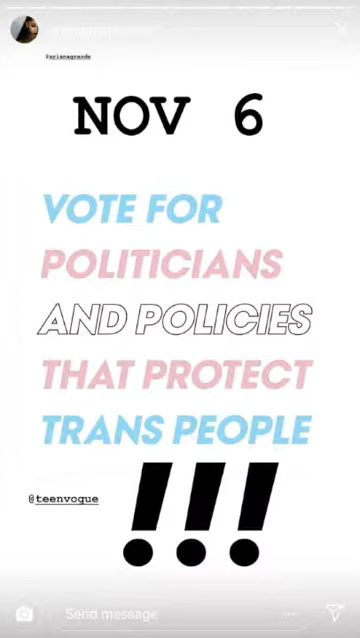 @arianagrande
NOV 6
VOTE FOR
POLITICIANS
AND POLICIES
THAT PROTECT
TRANS PEOPLE
!!!
@teenvogue
Send message